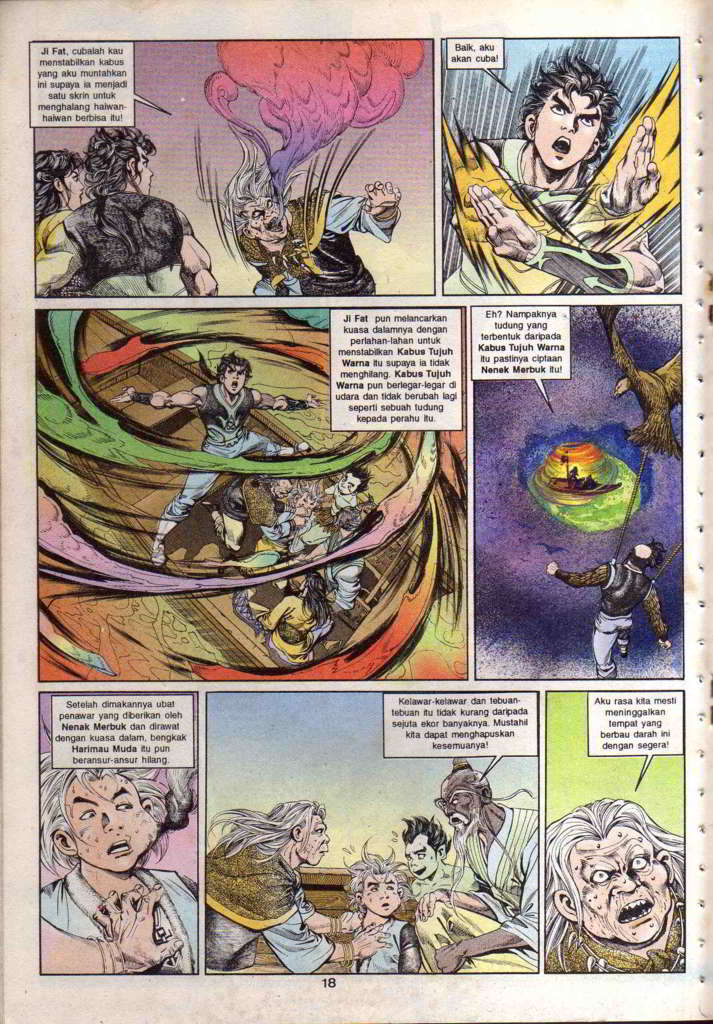 Ji Fat, cubalah kau
menstabilkan kabus
yang aku muntahkan
ini supaya ia menjadi
satu skrin untuk
menghalang haiwan-
haiwan berbisa itu!
Baik, aku
akan cuba!
Ji Fat pun melancarkan
kuasa dalamnya dengan
perlahan-lahan untuk
menstabilkan Kabus Tujuh
Warna itu supaya ia tidak
menghilang. Kabus Tujuh
Warna pun berlegar-legar di
udara dan tidak berubah lagi
seperti sebuah tudung
kepada perahu itu.
Eh? Nampaknya
tudung yang
terbentuk daripada
Kabus Tujuh Warna
itu pastinya ciptaan
Nenek Merbuk itu!
Setelah dimakannya ubat
penawar yang diberikan oleh
Nenak Merbuk dan dirawat
dengan kuasa dalam, bengkak
Harimau Muda itu pun
beransur-ansur hilang.
Kelawar-kelawar dan tebuan-
tebuan itu tidak kurang daripada
sejuta ekor banyaknya. Mustahil
kita dapat menghapuskan
kesemuanya!
Aku rasa kita mesti
meninggalkan
tempat yang
berbau darah ini
dengan segera!
18